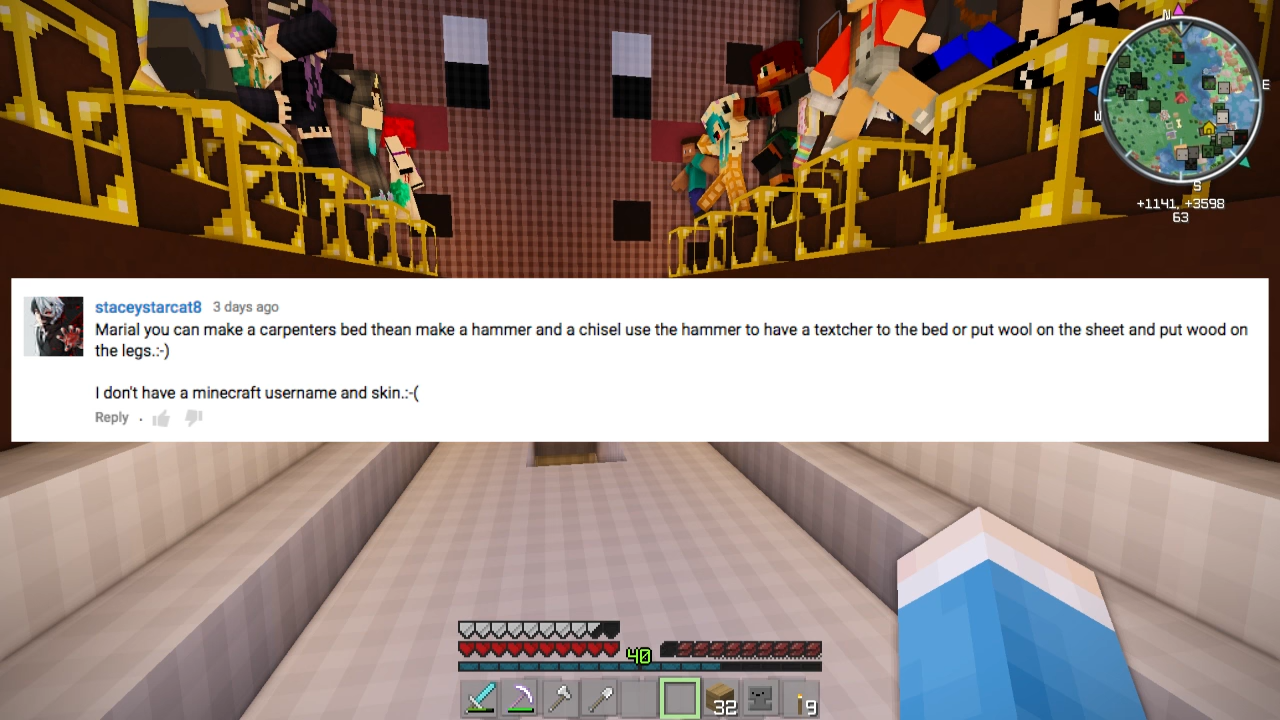 N
E
W
S
+1141, +3598
63
staceystarcat8 3 days ago
Marial you can make a carpenters bed thean make a hammer and a chisel use the hammer to have a textcher to the bed or put wool on the sheet and put wood on
the legs.:-)
I don't have a minecraft username and skin.:-(
Reply .
40
32
9